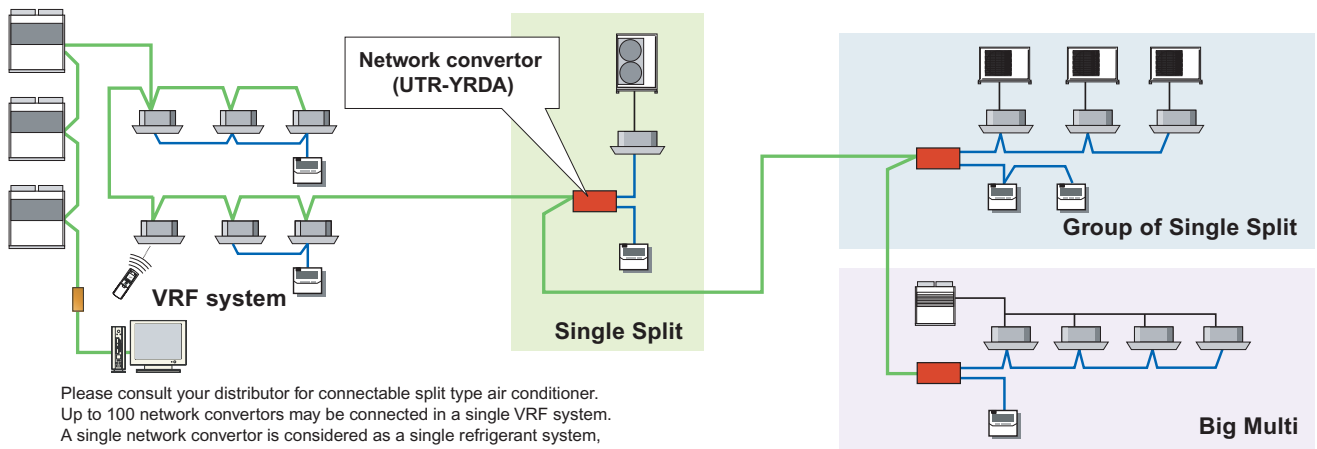 Network convertor
(UTR-YRDA)
VRF system
Single Split
Group of Single Split
Big Multi
Please consult your distributor for connectable split type air conditioner.
Up to 100 network convertors may be connected in a single VRF system.
A single network convertor is considered as a single refrigerant system,